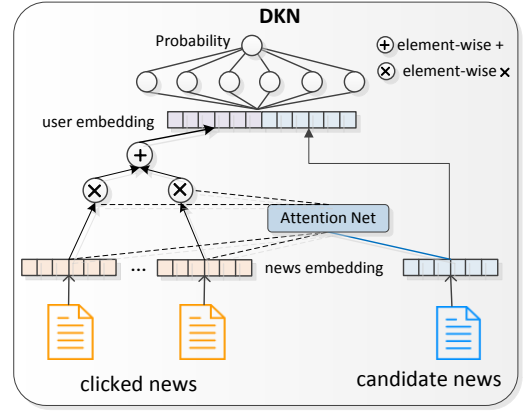 DKN
Probability
+ element-wise +
× element-wise ×
user embedding
+
× ×
Attention Net
... news embedding
clicked news
candidate news